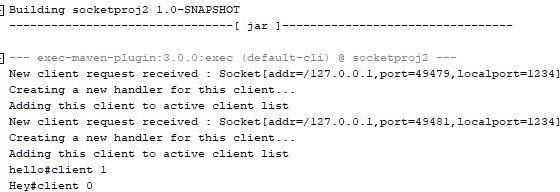 Building socketproj2 1.0-SNAPSHOT
--------------------------------[ jar ]---------------------------------
--- exec-maven-plugin:3.0.0:exec (default-cli) @ socketproj2 ---
New client request received : Socket[addr=/127.0.0.1,port=49479,localport=1234]
Creating a new handler for this client...
Adding this client to active client list
New client request received : Socket[addr=/127.0.0.1,port=49481,localport=1234]
Creating a new handler for this client...
Adding this client to active client list
hello#client 1
Hey#client 0